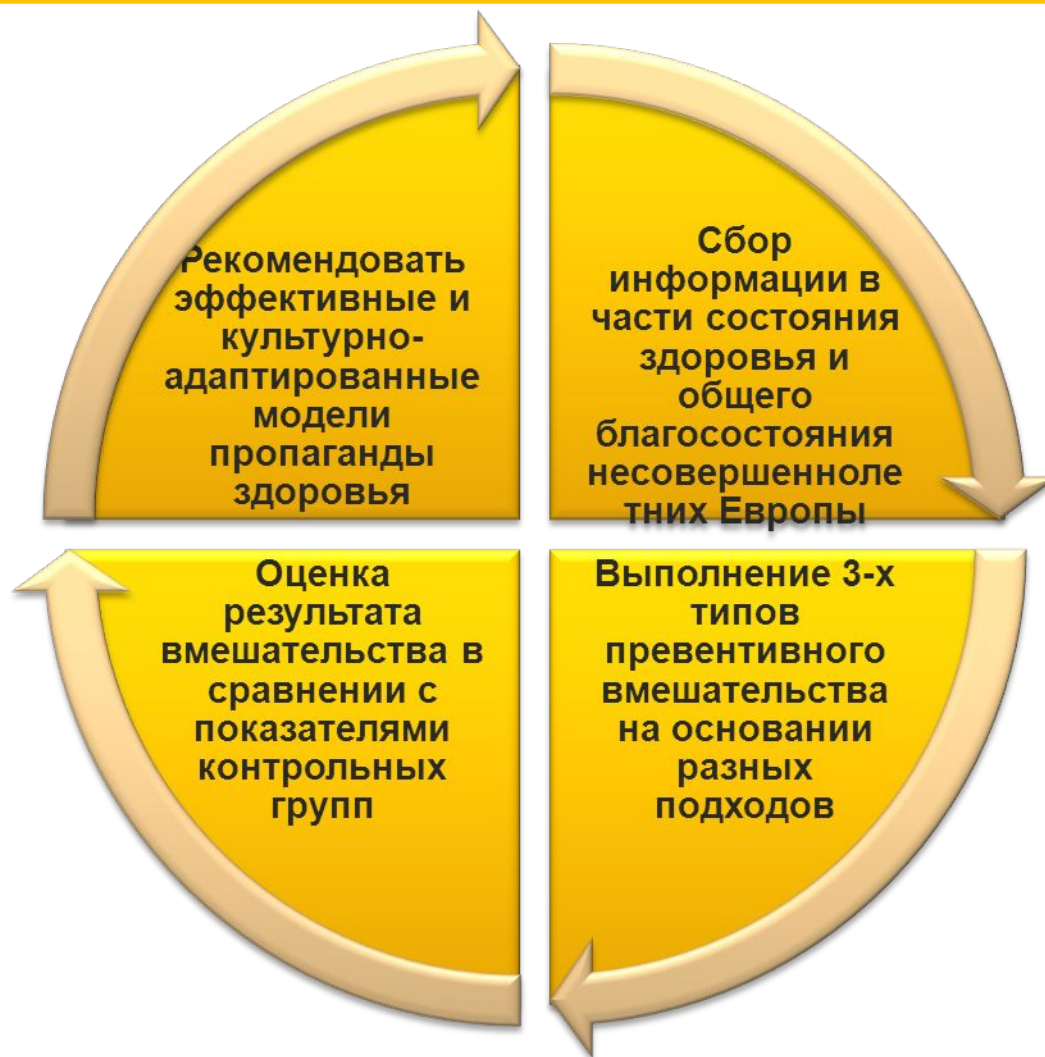 Рекомендовать
эффективные и
культурно-
адаптированные
модели
пропаганды
здоровья
Сбор
информации в
части состояния
здоровья и
общего
благосостояния
несовершенноле
тних Европы
Оценка
результата
вмешательства в
сравнении с
показателями
контрольных
групп
Выполнение 3-х
типов
превентивного
вмешательства
на основании
разных
подходов